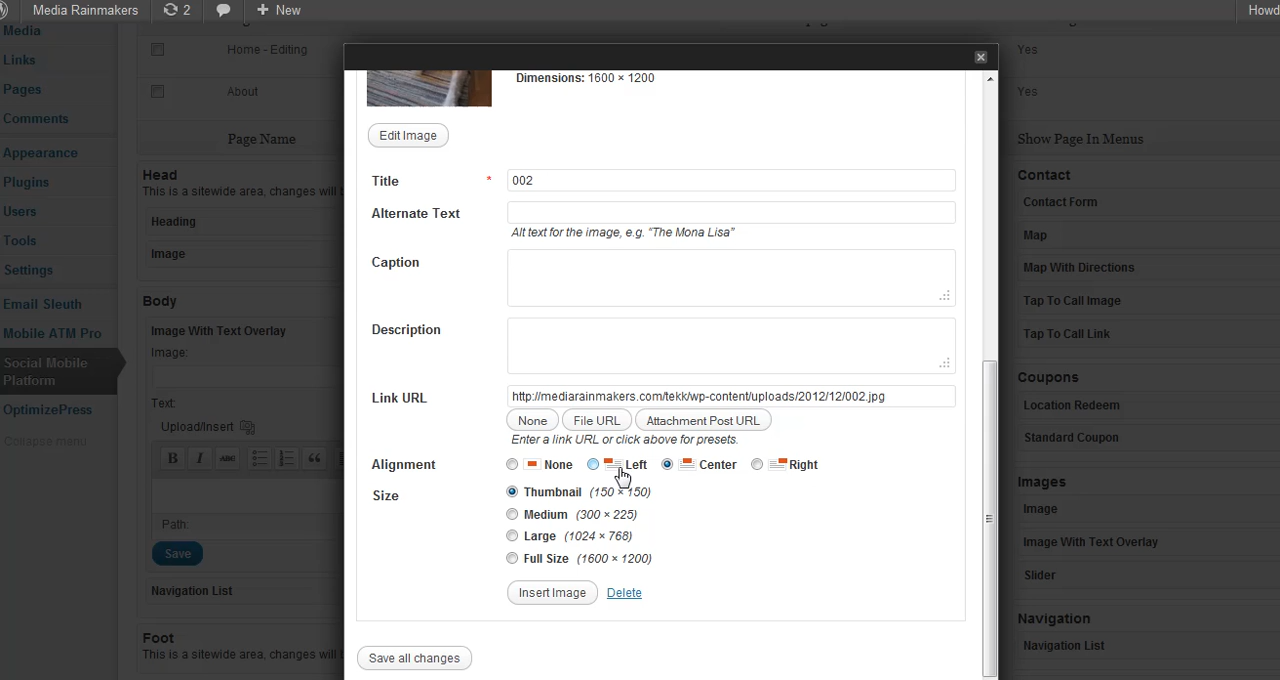 Media Rainmakers 2 New Howd
Media
Links
Pages
Comments
Appearance
Plugins
Users
Tools
Settings
Email Sleuth
Mobile ATM Pro
Social Mobile
Platform
OptimizePress
Collapse menu
Home - Editing
About
Page Name
Head
This is a sitewide area, changes will
Heading
Image
Body
Image With Text Overlay
Image:
Text:
Upload/Insert
B I ABC
Path:
Save
Navigation List
Foot
This is a sitewide area, changes will
Dimensions: 1600 × 1200
Edit Image
Title * 002
Alternate Text
Alt text for the image, e.g. "The Mona Lisa"
Caption
Description
Link URL http://mediarainmakers.com/tekk/wp-content/uploads/2012/12/002.jpg
None File URL Attachment Post URL
Enter a link URL or click above for presets.
Alignment None Left Center Right
Size Thumbnail (150 × 150)
Medium (300 × 225)
Large (1024 × 768)
Full Size (1600 × 1200)
Insert Image Delete
Save all changes
Yes
Yes
Show Page In Menus
Contact
Contact Form
Map
Map With Directions
Tap To Call Image
Tap To Call Link
Coupons
Location Redeem
Standard Coupon
Images
Image
Image With Text Overlay
Slider
Navigation
Navigation List